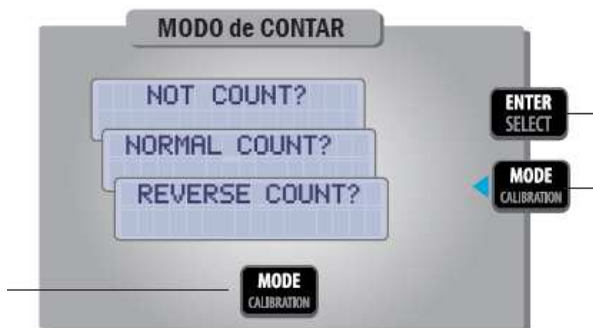 MODO de CONTAR
NOT COUNT?
NORMAL COUNT?
REVERSE COUNT?
ENTER
SELECT
MODE
CALIBRATION
MODE
CALIBRATION